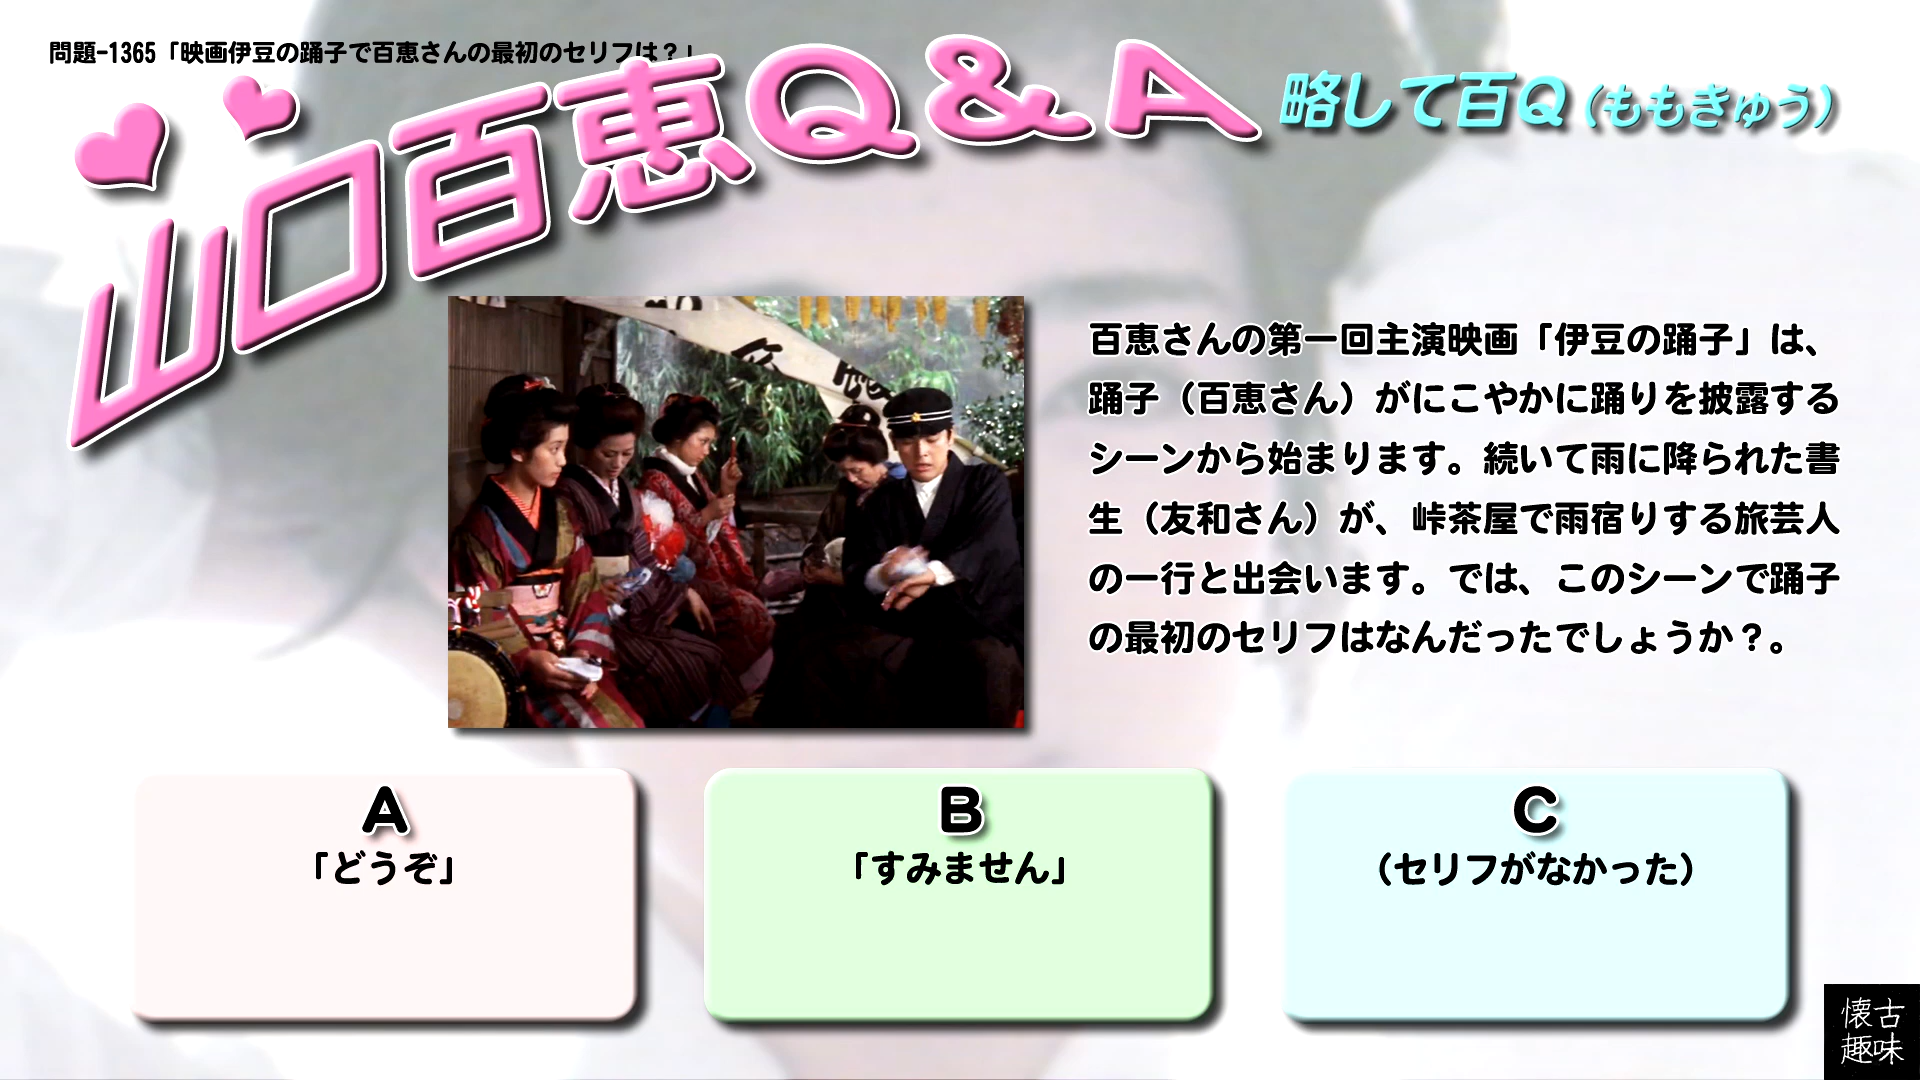 問題-1365「映画伊豆の踊子で百恵さんの最初のセリフは？」
山口百恵Q&A
略して百Q（ももきゅう）
百恵さんの第一回主演映画「伊豆の踊子」は、
踊子（百恵さん）がにこやかに踊りを披露する
シーンから始まります。続いて雨に降られた書
生（友和さん）が、峠茶屋で雨宿りする旅芸人
の一行と出会います。では、このシーンで踊子
の最初のセリフはなんだったでしょうか？。
A
「どうぞ」
B
「すみません」
C
（セリフがなかった）
懐古
趣味